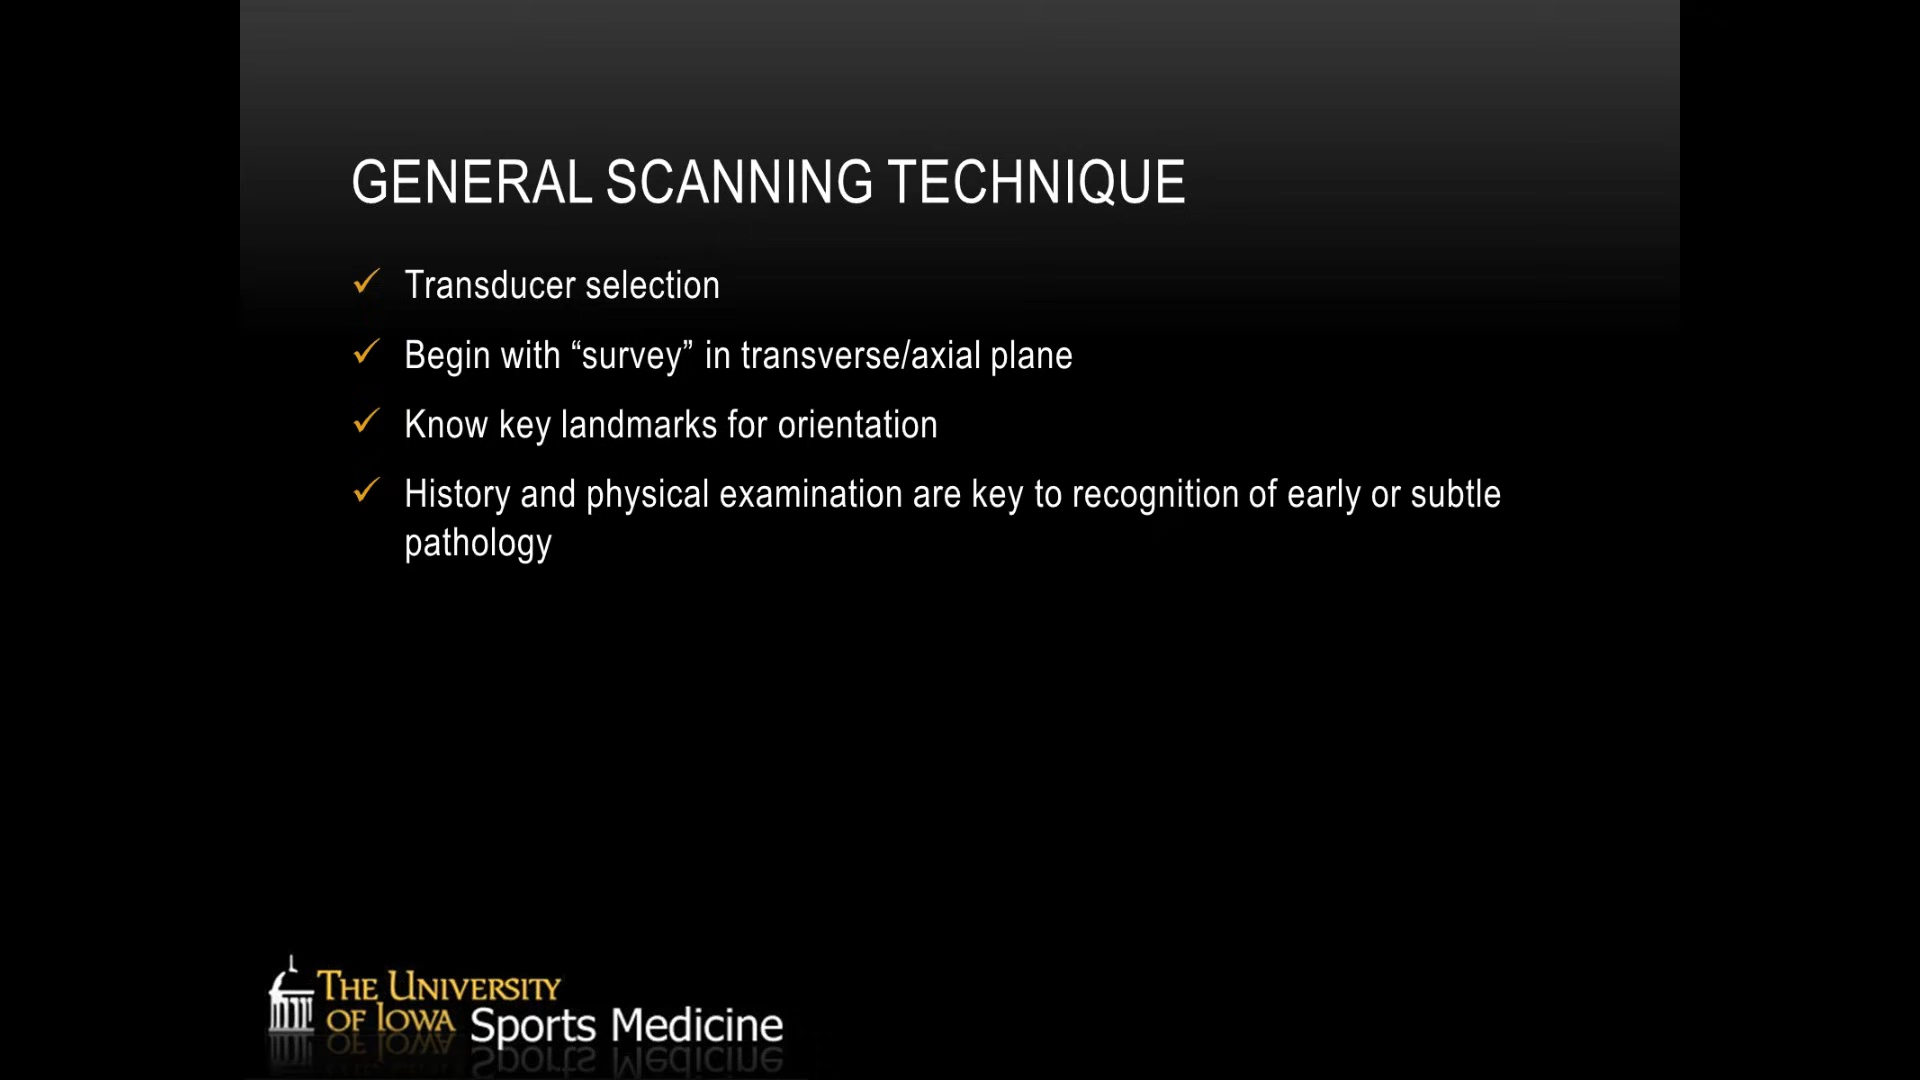 GENERAL SCANNING TECHNIQUE
✓ Transducer selection
✓ Begin with “survey” in transverse/axial plane
✓ Know key landmarks for orientation
✓ History and physical examination are key to recognition of early or subtle
pathology
THE UNIVERSITY
OF IOWA Sports Medicine